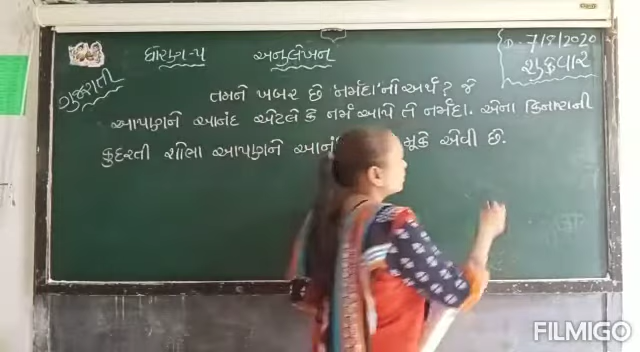 ધોરણ-૫ અનુલેખન
D-7/8/2020
શુક્રવાર
ગુજરાતી
તમને ખબર છે 'નર્મદા'નો અર્થ? જે
આપણને આનંદ એટલે કે નર્મ આપે તે નર્મદા. એના કિનારાની
કુદરતી શોભા આપણને મૂકે એવી છે.
FILMIGO